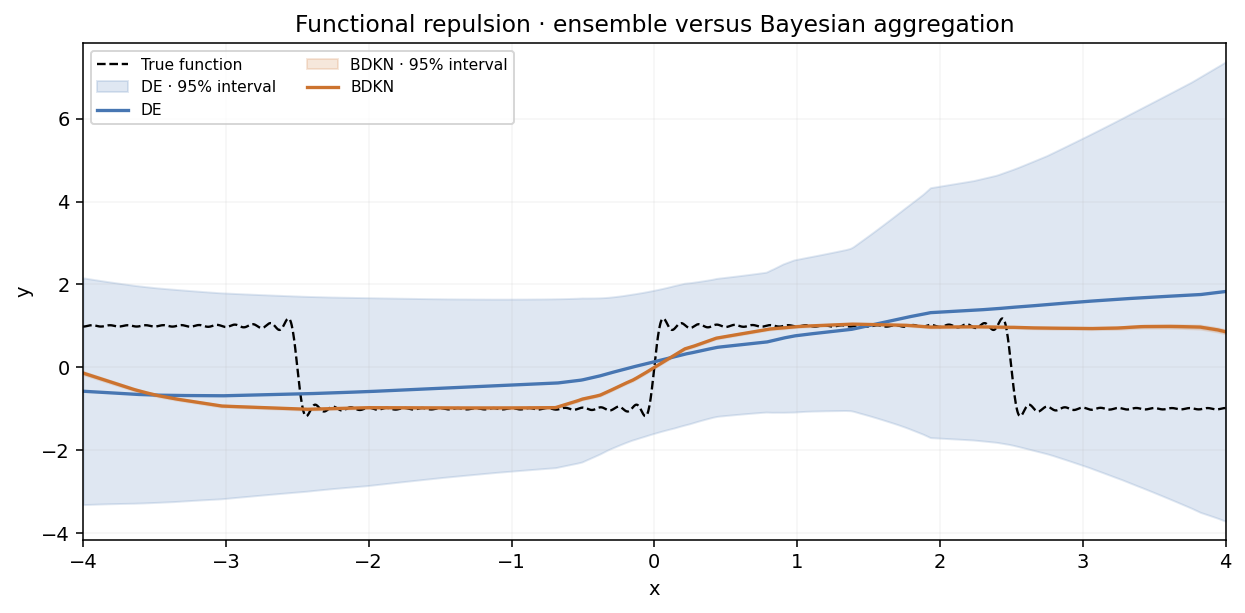 Functional repulsion · ensemble versus Bayesian aggregation
True function
DE · 95% interval
DE
BDKN · 95% interval
BDKN
y
6
4
2
0
−2
−4
−4
−3
−2
−1
0
1
2
3
4
x